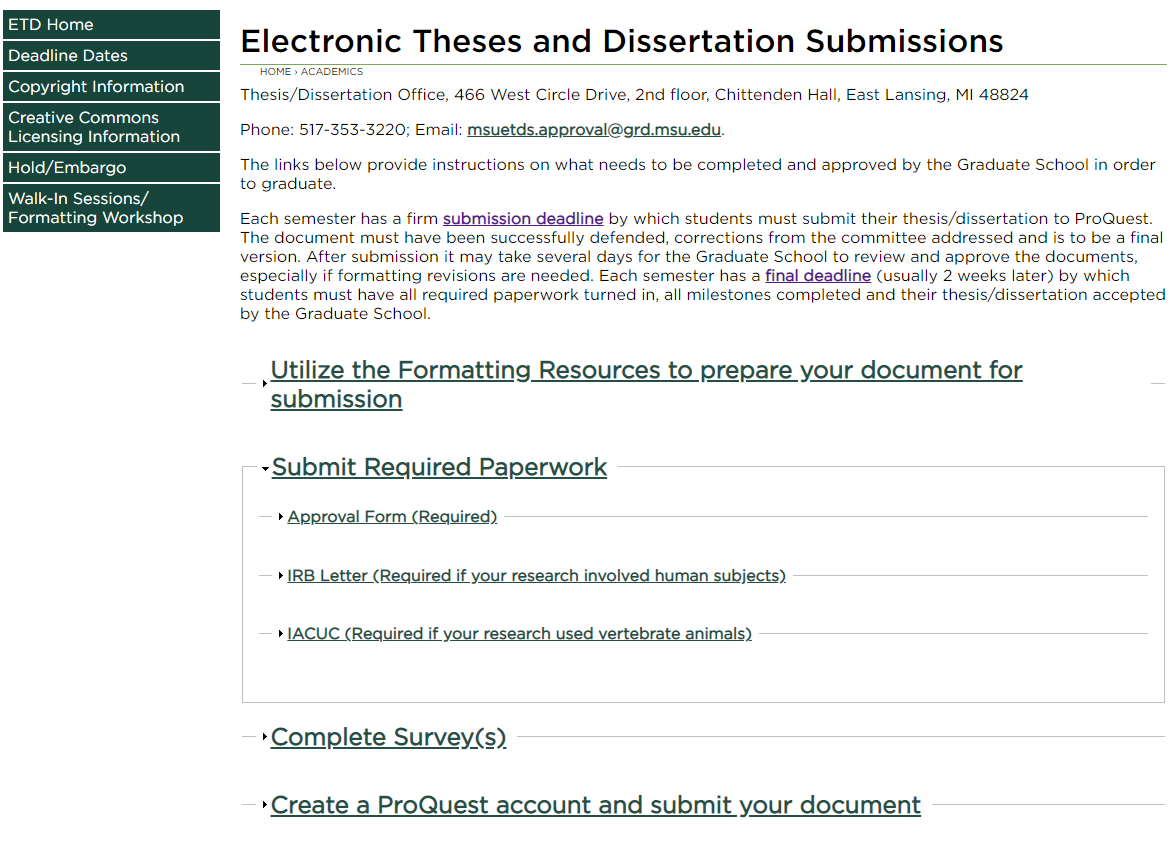 ETD Home
Deadline Dates
Copyright Information
Creative Commons
Licensing Information
Hold/Embargo
Walk-In Sessions/
Formatting Workshop
Electronic Theses and Dissertation Submissions
HOME › ACADEMICS
Thesis/Dissertation Office, 466 West Circle Drive, 2nd floor, Chittenden Hall, East Lansing, MI 48824
Phone: 517-353-3220; Email: msuetds.approval@grd.msu.edu.
The links below provide instructions on what needs to be completed and approved by the Graduate School in order
to graduate.
Each semester has a firm submission deadline by which students must submit their thesis/dissertation to ProQuest.
The document must have been successfully defended, corrections from the committee addressed and is to be a final
version. After submission it may take several days for the Graduate School to review and approve the documents,
especially if formatting revisions are needed. Each semester has a final deadline (usually 2 weeks later) by which
students must have all required paperwork turned in, all milestones completed and their thesis/dissertation accepted
by the Graduate School.
Utilize the Formatting Resources to prepare your document for
submission
Submit Required Paperwork
Approval Form (Required)
IRB Letter (Required if your research involved human subjects)
IACUC (Required if your research used vertebrate animals)
Complete Survey(s)
Create a ProQuest account and submit your document